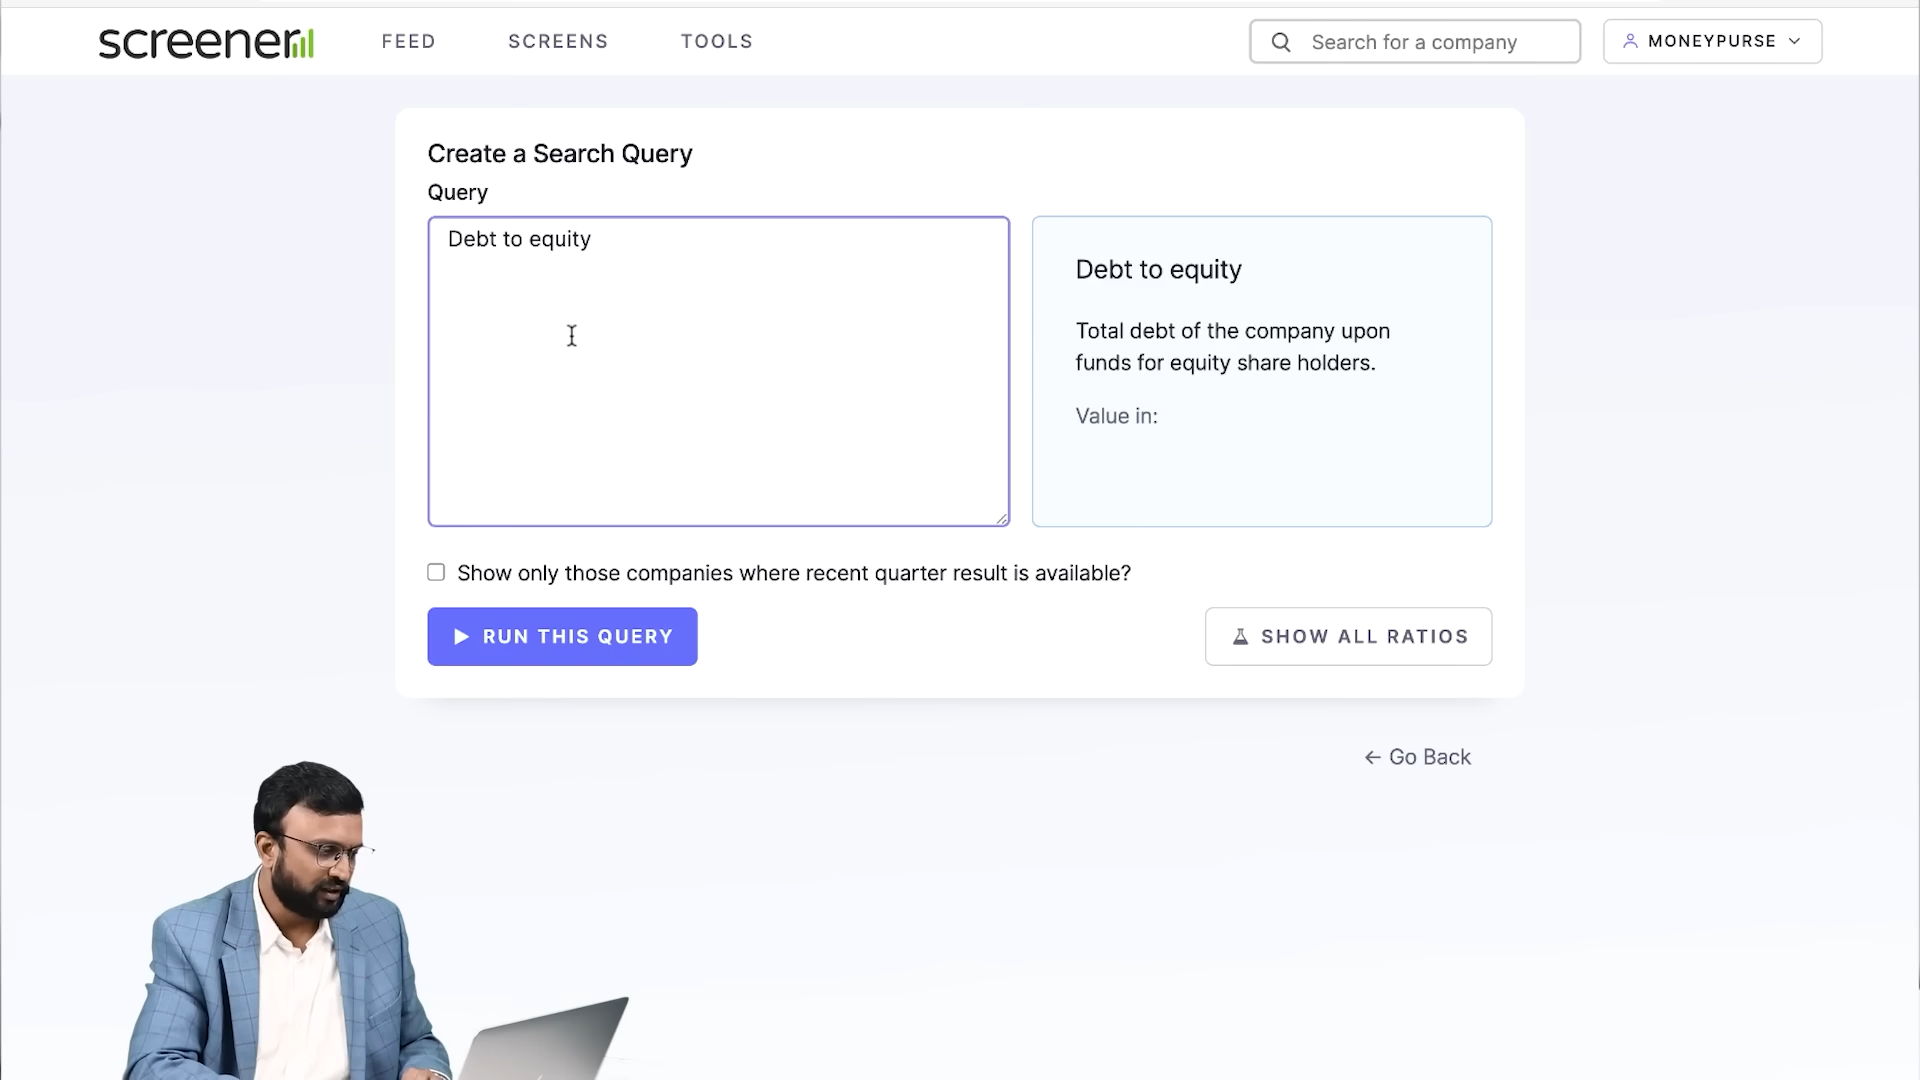 screener
FEED
SCREENS
TOOLS
Search for a company
MONEYPURSE
Create a Search Query
Query
Debt to equity
Debt to equity
Total debt of the company upon
funds for equity share holders.
Value in:
Show only those companies where recent quarter result is available?
RUN THIS QUERY
SHOW ALL RATIOS
← Go Back